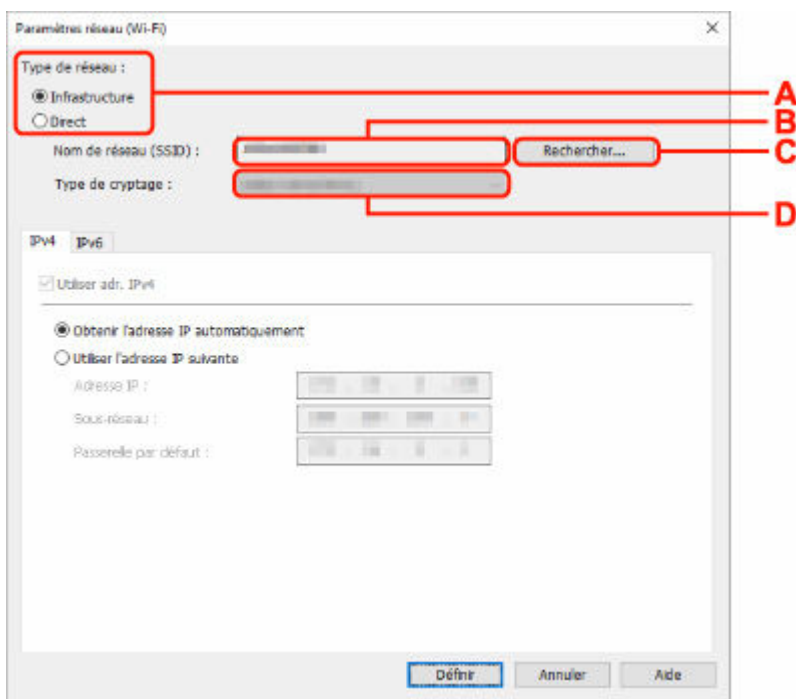 Paramètres réseau (Wi-Fi)
Type de réseau :
Infrastructure
Direct
A
Nom de réseau (SSID) :
B
Rechercher...
C
Type de cryptage :
D
IPv4 IPv6
Utiliser adr. IPv4
Obtenir l'adresse IP automatiquement
Utiliser l'adresse IP suivante
Adresse IP :
Sous-réseau :
Passerelle par défaut :
Définir Annuler Aide